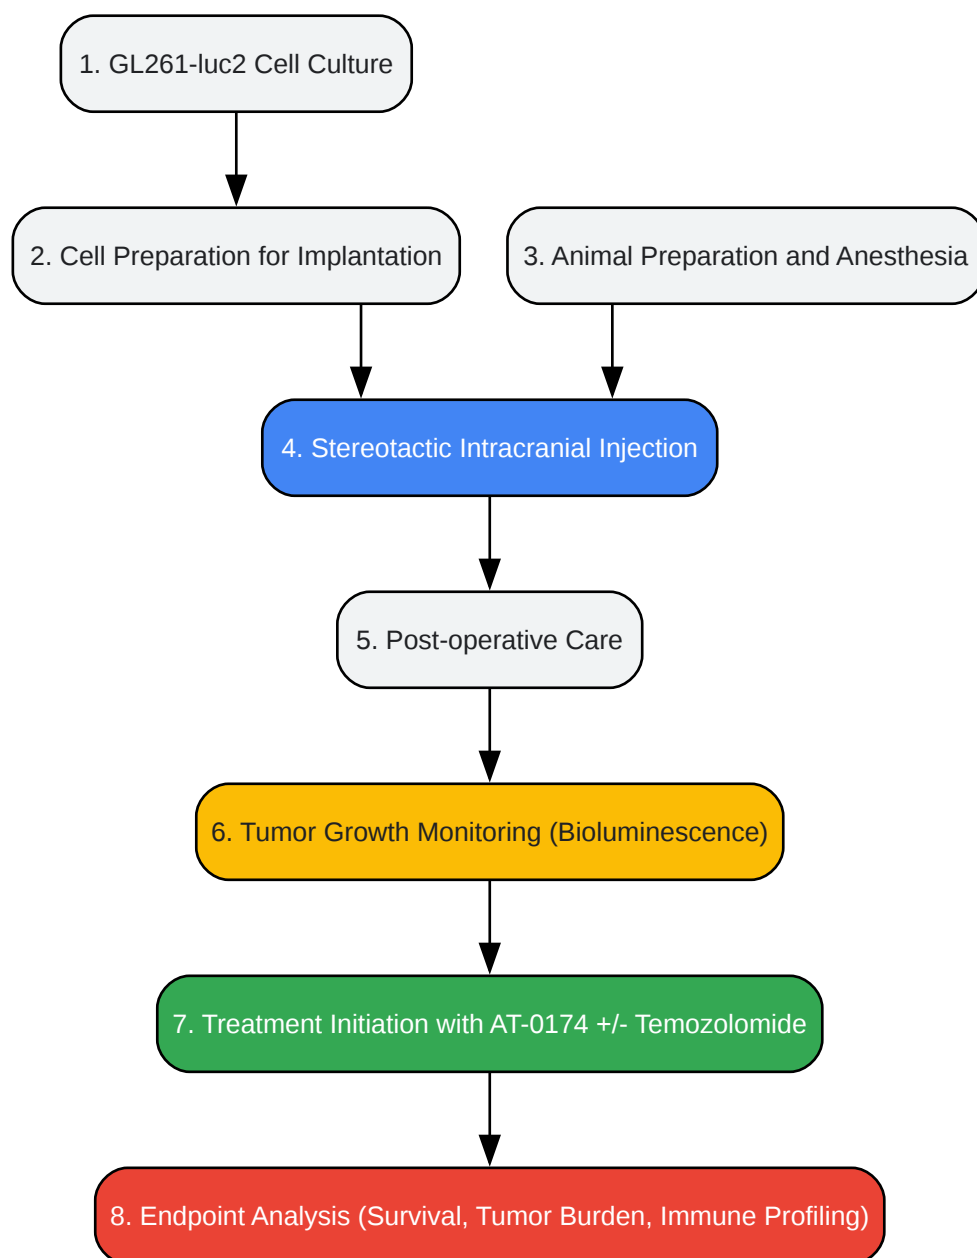 1. GL261-luc2 Cell Culture
2. Cell Preparation for Implantation
3. Animal Preparation and Anesthesia
4. Stereotactic Intracranial Injection
5. Post-operative Care
6. Tumor Growth Monitoring (Bioluminescence)
7. Treatment Initiation with AT-0174 +/- Temozolomide
8. Endpoint Analysis (Survival, Tumor Burden, Immune Profiling)